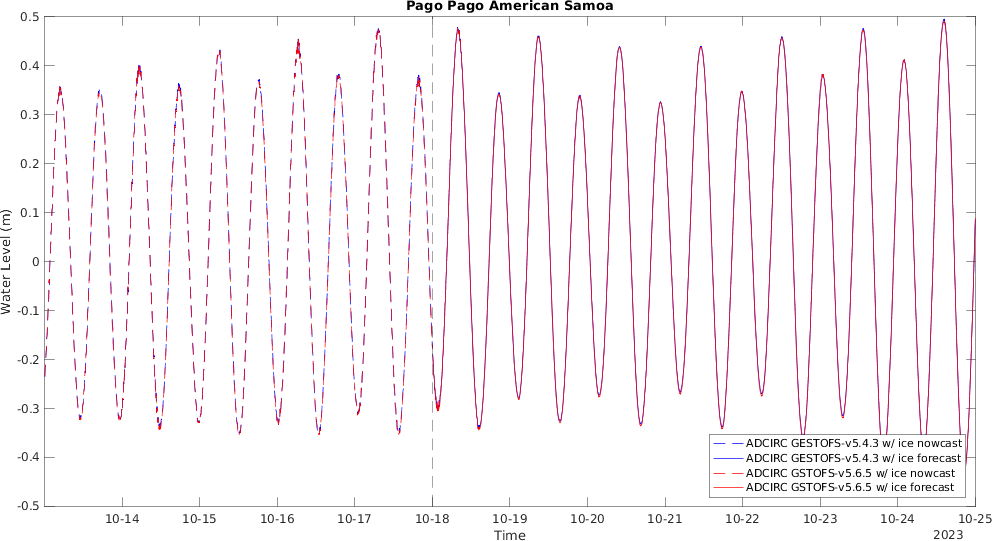 Pago Pago American Samoa
0.5
0.4
0.3
0.2
0.1
0
-0.1
-0.2
-0.3
-0.4
-0.5
Water Level (m)
ADCIRC GESTOFS-v5.4.3 w/ ice nowcast
ADCIRC GESTOFS-v5.4.3 w/ ice forecast
ADCIRC GSTOFS-v5.6.5 w/ ice nowcast
ADCIRC GSTOFS-v5.6.5 w/ ice forecast
10-14 10-15 10-16 10-17 10-18 10-19 10-20 10-21 10-22 10-23 10-24 10-25
Time
2023